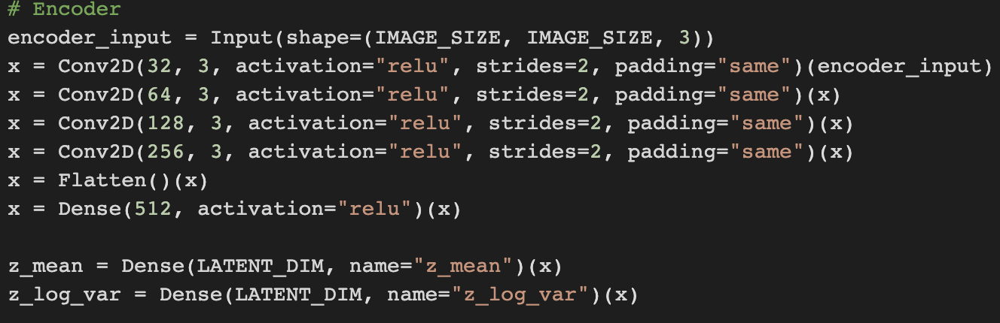 # Encoder
encoder_input = Input(shape=(IMAGE_SIZE, IMAGE_SIZE, 3))
x = Conv2D(32, 3, activation="relu", strides=2, padding="same")(encoder_input)
x = Conv2D(64, 3, activation="relu", strides=2, padding="same")(x)
x = Conv2D(128, 3, activation="relu", strides=2, padding="same")(x)
x = Conv2D(256, 3, activation="relu", strides=2, padding="same")(x)
x = Flatten()(x)
x = Dense(512, activation="relu")(x)
z_mean = Dense(LATENT_DIM, name="z_mean")(x)
z_log_var = Dense(LATENT_DIM, name="z_log_var")(x)